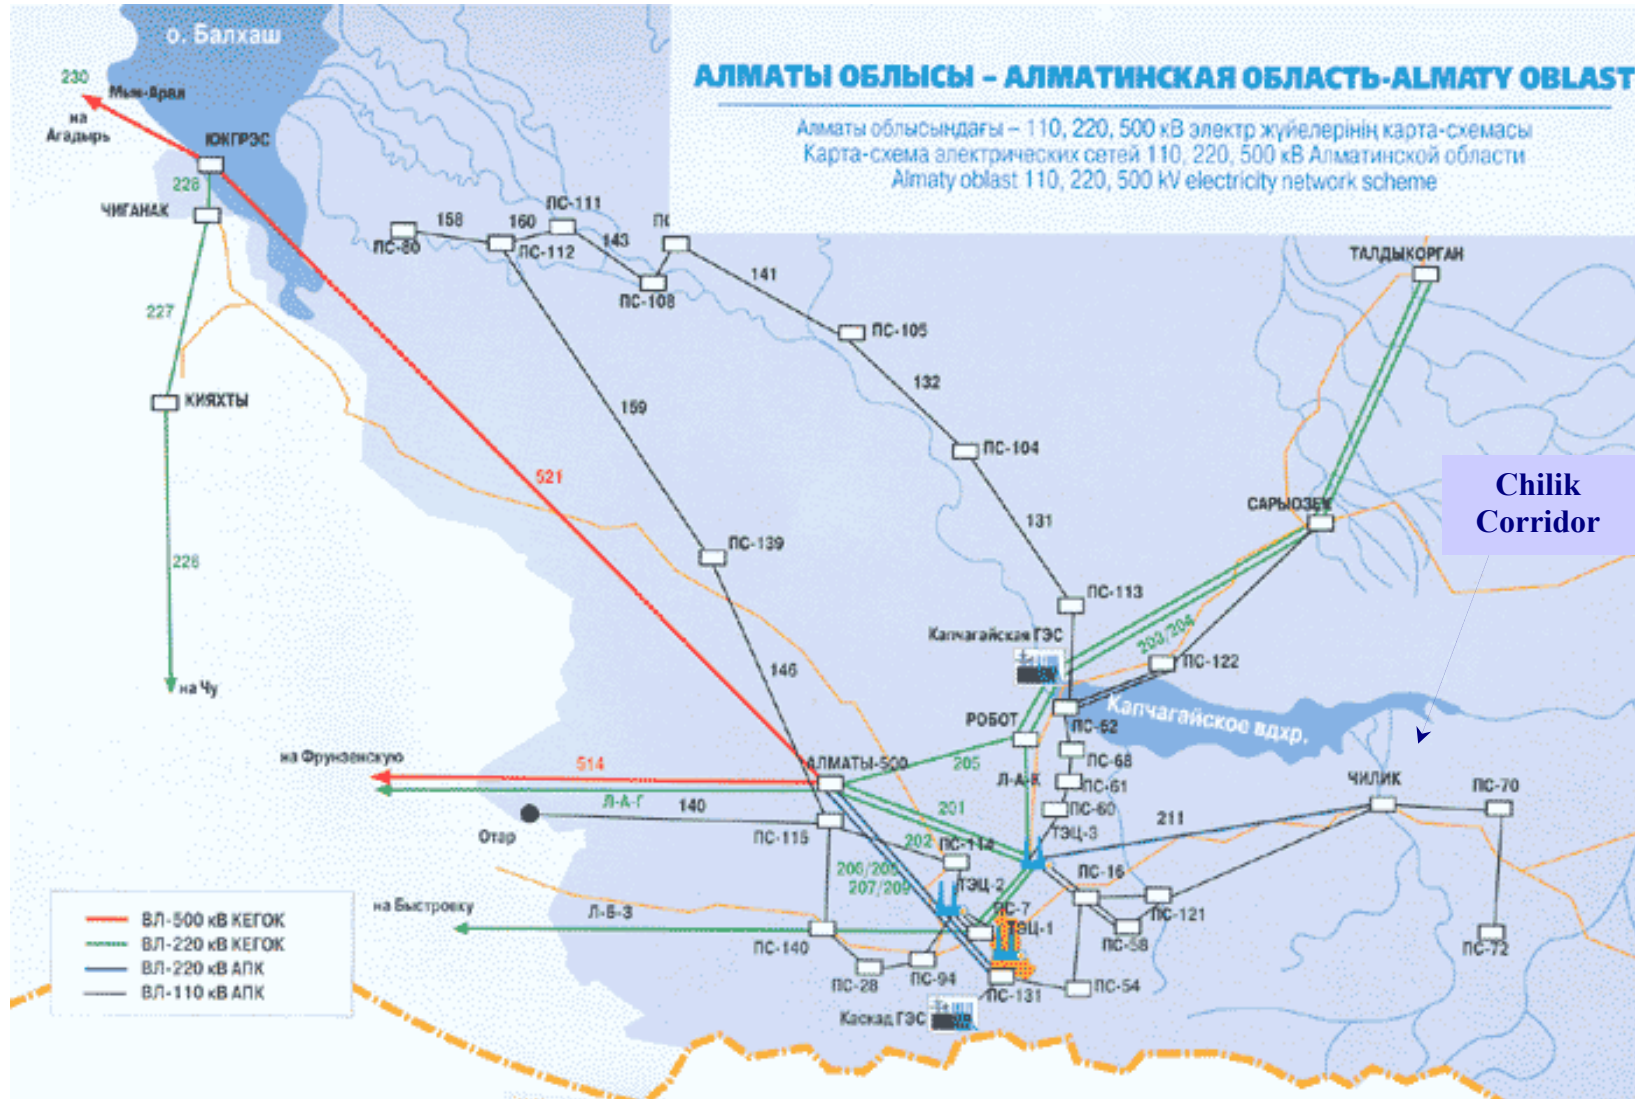 о. Балхаш
АЛМАТЫ ОБЛЫСЫ – АЛМАТИНСКАЯ ОБЛАСТЬ-ALMATY OBLAST
Алматы облысындағы – 110, 220, 500 кВ электр жүйелерінің карта-схемасы
Карта-схема электрических сетей 110, 220, 500 кВ Алматинской области
Almaty oblast 110, 220, 500 kV electricity network scheme
230
Мын-Арал
на
Агадырь
ЮКГРЭС
228
ЧИГАНАК
227
КИЯХТЫ
226
на Чу
ПС-80
158
ПС-112
160
ПС-111
143
ПС-108
141
ПС-105
132
ПС-104
131
ПС-113
159
521
ПС-139
146
ТАЛДЫКОРГАН
САРЫОЗЕК
Chilik
Corridor
Капчагайская ГЭС
203/204
ПС-122
РОБОТ
ПС-62
Капчагайское вдхр.
ПС-68
ПС-61
ПС-60
Л-А-К
205
АЛМАТЫ-500
на Фрунзенскую
514
Л-А-Г
140
Отар
ПС-115
201
202
ПС-114
ТЭЦ-3
211
ЧИЛИК
ПС-70
ПС-72
ПС-16
ПС-121
ПС-58
ПС-54
207/209
ТЭЦ-2
ПС-7
ТЭЦ-1
на Быстровку
Л-Б-З
ПС-140
ПС-28
ПС-94
ПС-131
Каскад ГЭС
ВЛ-500 кВ КЕГОК
ВЛ-220 кВ КЕГОК
ВЛ-220 кВ АПК
ВЛ-110 кВ АПК